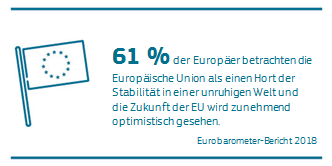 61 % der Europäer betrachten die
Europäische Union als einen Hort der
Stabilität in einer unruhigen Welt und
die Zukunft der EU wird zunehmend
optimistisch gesehen.
Eurobarometer-Bericht 2018